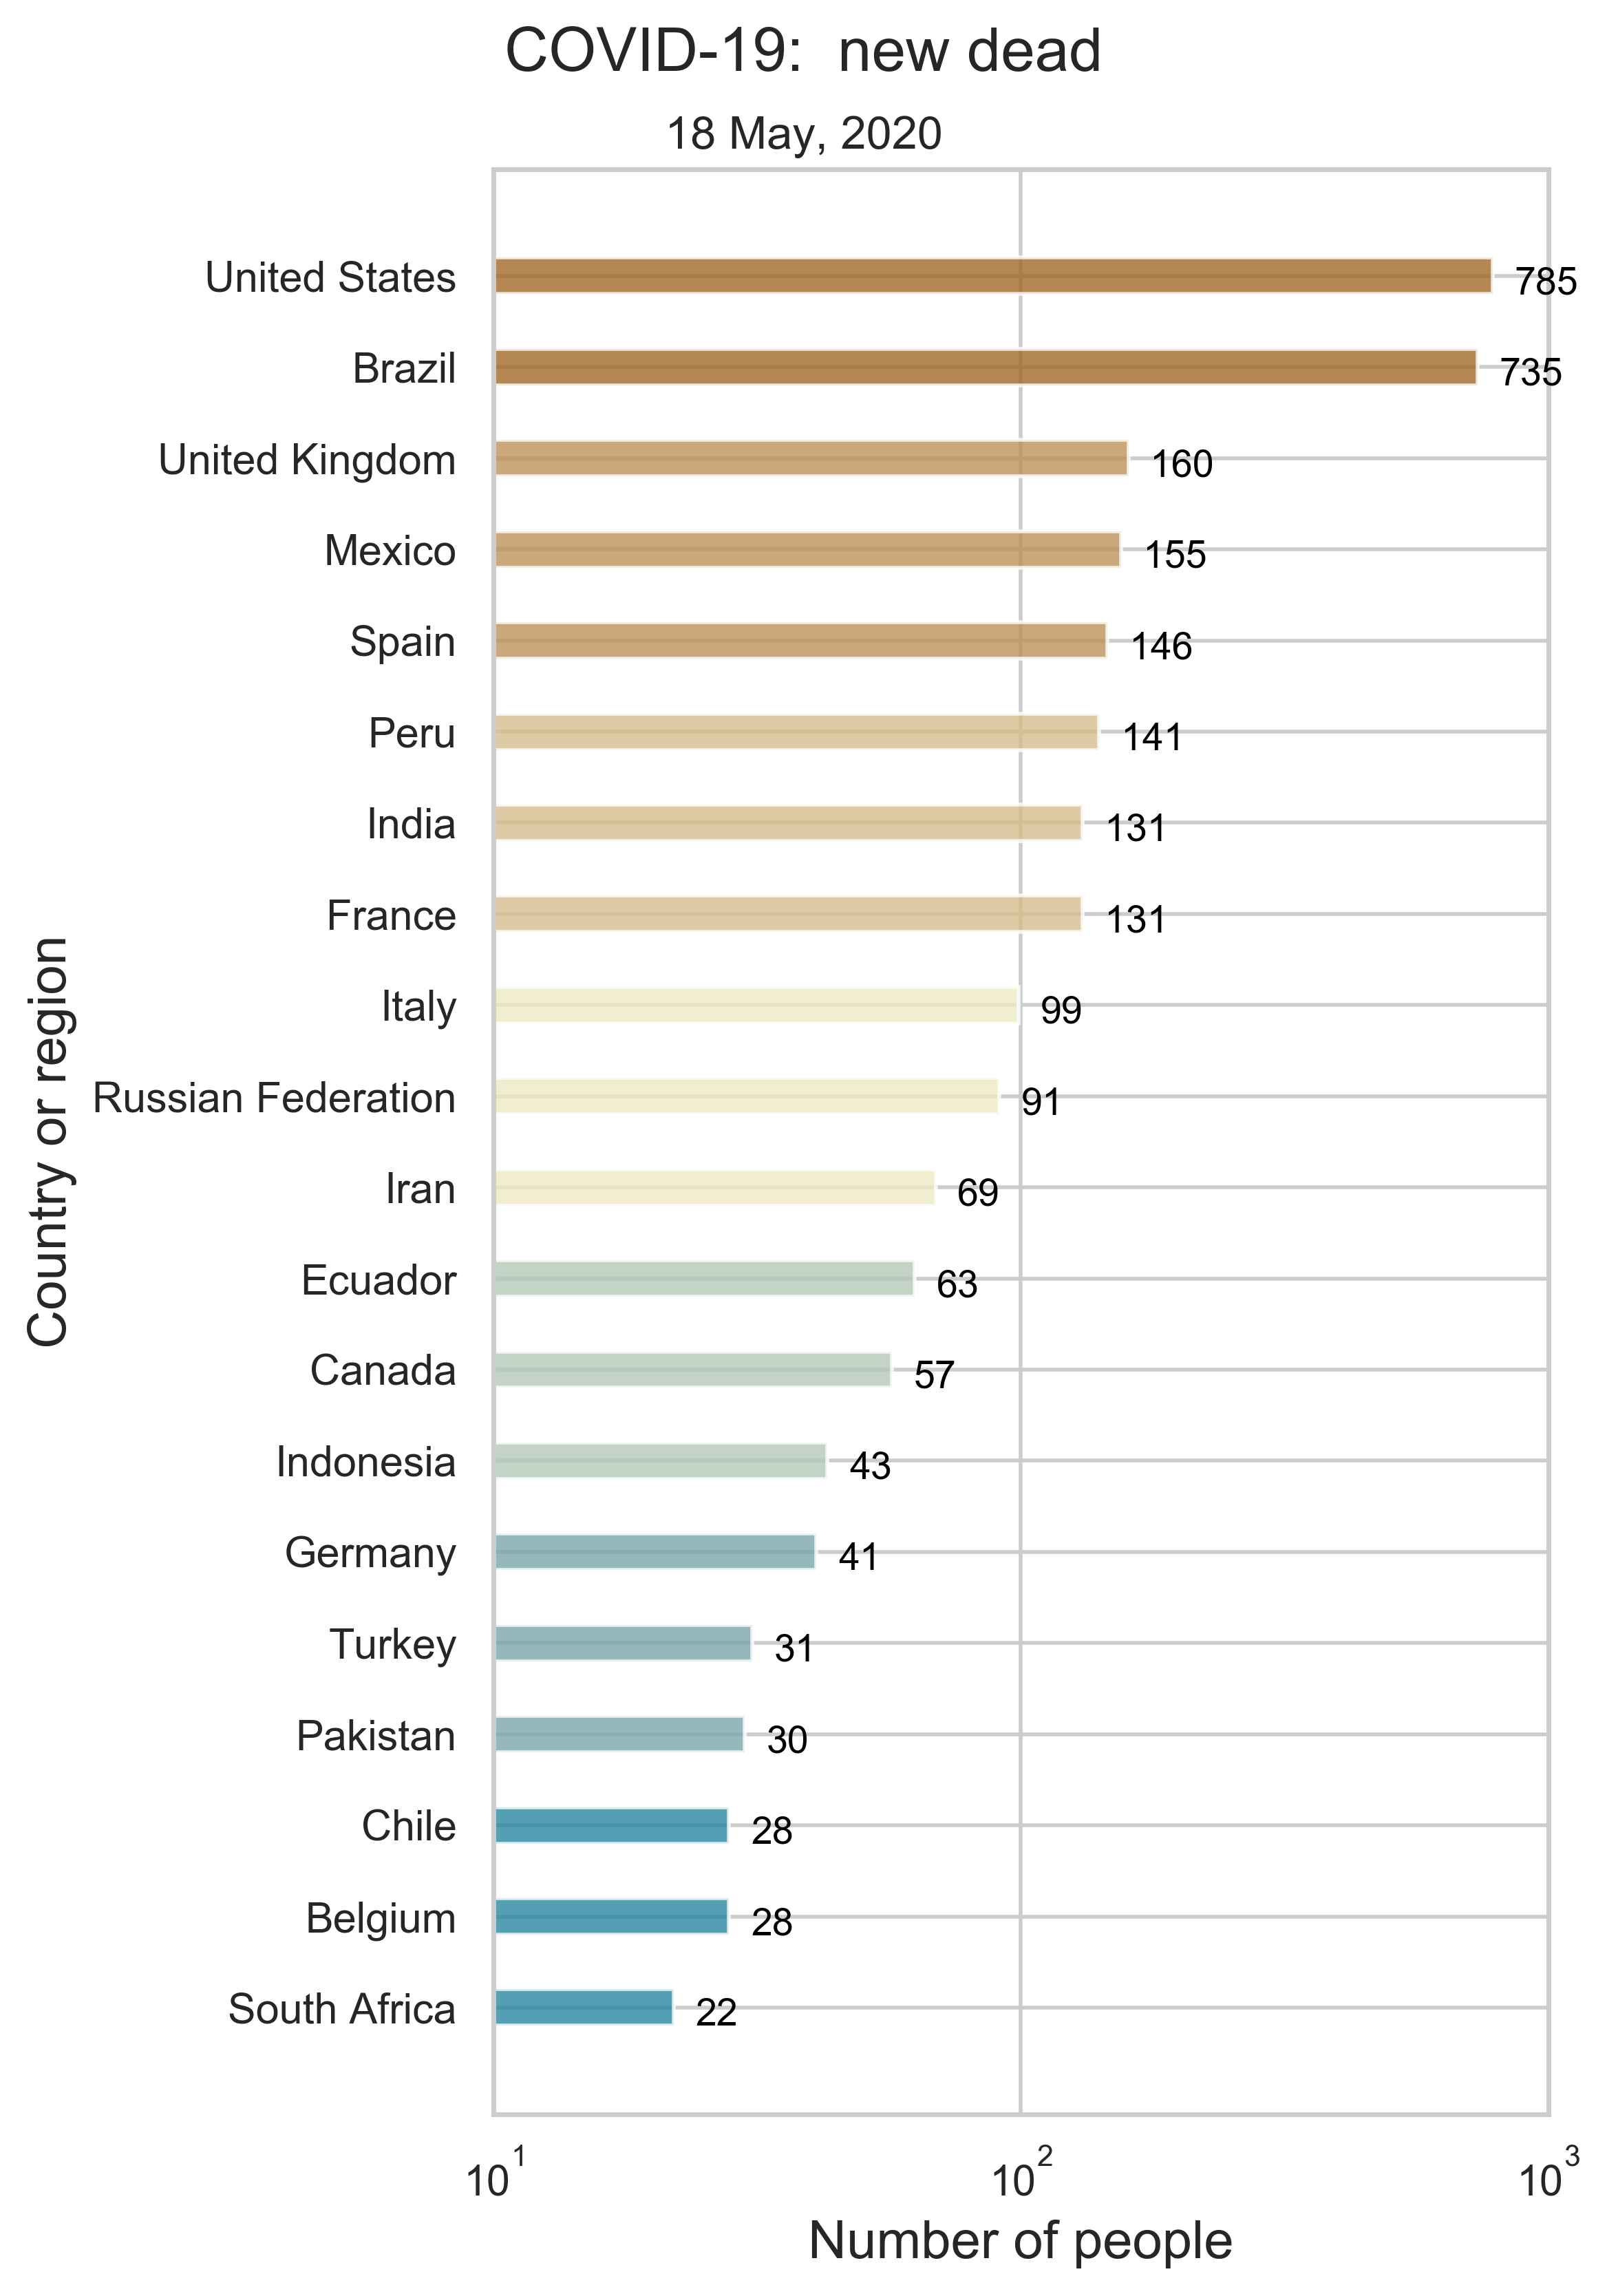 COVID-19:  new dead
18 May, 2020
United States 785
Brazil 735
United Kingdom 160
Mexico 155
Spain 146
Peru 141
India 131
France 131
Italy 99
Russian Federation 91
Iran 69
Ecuador 63
Canada 57
Indonesia 43
Germany 41
Turkey 31
Pakistan 30
Chile 28
Belgium 28
South Africa 22
Country or region
10¹ 10² 10³
Number of people